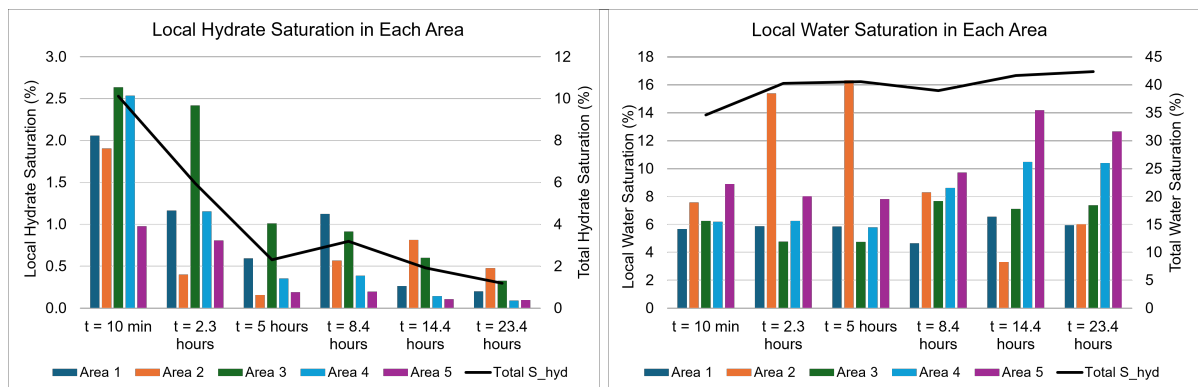 Local Hydrate Saturation in Each Area
Local Hydrate Saturation (%)
3.0
2.5
2.0
1.5
1.0
0.5
0.0
12
10
8
6
4
2
0
Total Hydrate Saturation (%)
t = 10 min t = 2.3 t = 5 hours t = 8.4 t = 14.4 t = 23.4
hours hours hours hours
Area 1 Area 2 Area 3 Area 4 Area 5 Total S_hyd
Local Water Saturation in Each Area
Local Water Saturation (%)
18
16
14
12
10
8
6
4
2
0
45
40
35
30
25
20
15
10
5
0
Total Water Saturation (%)
t = 10 min t = 2.3 t = 5 hours t = 8.4 t = 14.4 t = 23.4
hours hours hours hours
Area 1 Area 2 Area 3 Area 4 Area 5 Total S_hyd